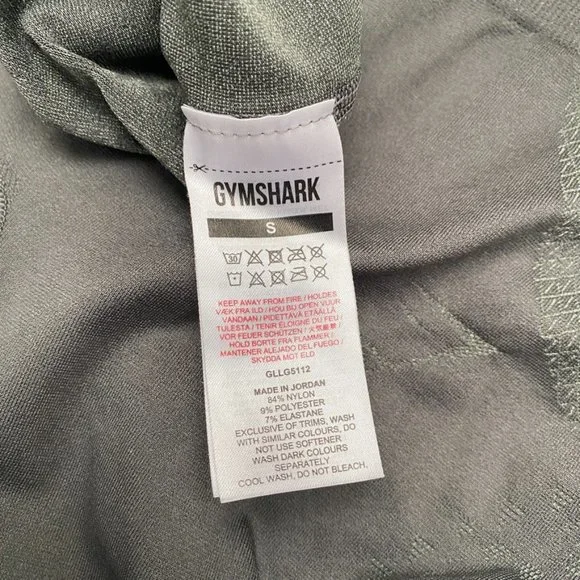 GYMSHARK
S
30
KEEP AWAY FROM FIRE / HOLDES
VÆK FRA ILD / HOU BIJ OPEN VUUR
VANDAAN / PIDETTÄVÄ ETÄÄLLÄ
TULESTA / TENIR ELOIGNÉ DU FEU /
VOR FEUER SCHÜTZEN / 火気厳禁 /
HOLD BORTE FRA FLAMMER /
MANTENER ALEJADO DEL FUEGO /
SKYDDA MOT ELD
GLLG5112
MADE IN JORDAN
84% NYLON
9% POLYESTER
7% ELASTANE
EXCLUSIVE OF TRIMS, WASH
WITH SIMILAR COLOURS, DO
NOT USE SOFTENER
WASH DARK COLOURS
SEPARATELY
COOL WASH, DO NOT BLEACH.